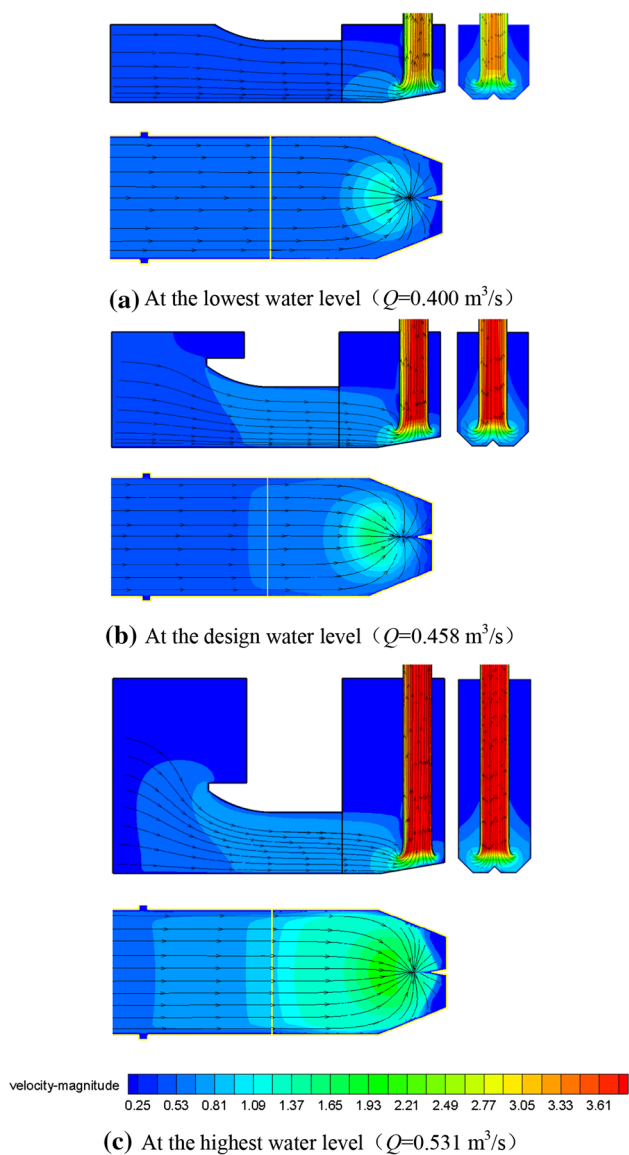 (a) At the lowest water level（Q=0.400 m³/s）
(b) At the design water level（Q=0.458 m³/s）
velocity-magnitude
0.25 0.53 0.81 1.09 1.37 1.65 1.93 2.21 2.49 2.77 3.05 3.33 3.61
(c) At the highest water level（Q=0.531 m³/s）